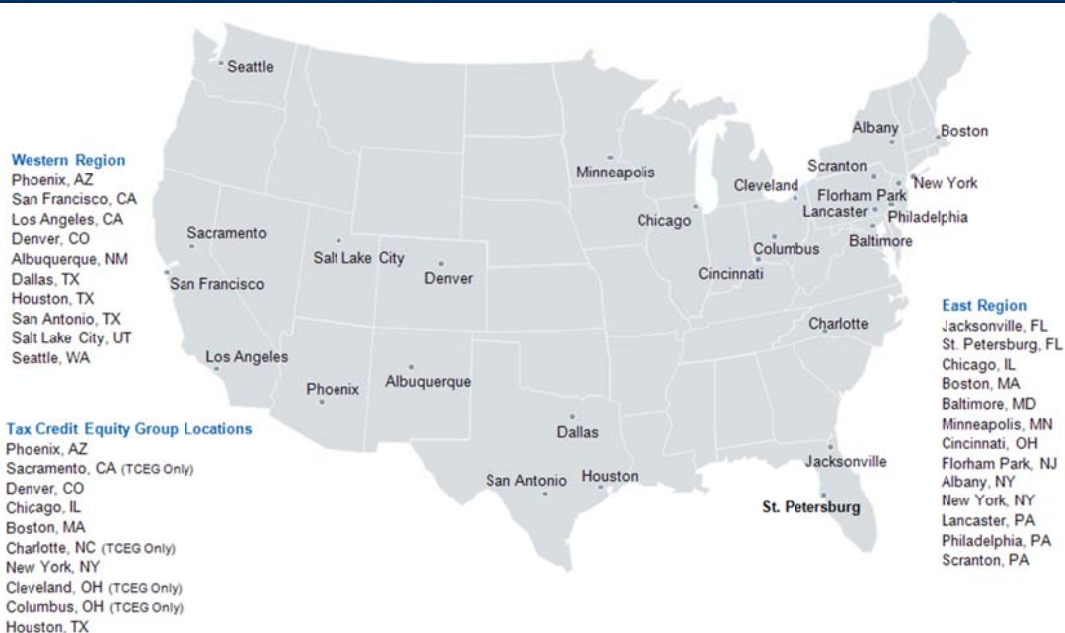 Seattle
Albany
Boston
Minneapolis
Scranton
Cleveland
New York
Florham Park
Chicago
Lancaster
Philadelphia
Sacramento
Baltimore
Salt Lake City
Columbus
Denver
Cincinnati
San Francisco
Charlotte
Los Angeles
Albuquerque
Phoenix
Dallas
Jacksonville
San Antonio
Houston
St. Petersburg
Western Region
Phoenix, AZ
San Francisco, CA
Los Angeles, CA
Denver, CO
Albuquerque, NM
Dallas, TX
Houston, TX
San Antonio, TX
Salt Lake City, UT
Seattle, WA
Tax Credit Equity Group Locations
Phoenix, AZ
Sacramento, CA (TCEG Only)
Denver, CO
Chicago, IL
Boston, MA
Charlotte, NC (TCEG Only)
New York, NY
Cleveland, OH (TCEG Only)
Columbus, OH (TCEG Only)
Houston, TX
East Region
Jacksonville, FL
St. Petersburg, FL
Chicago, IL
Boston, MA
Baltimore, MD
Minneapolis, MN
Cincinnati, OH
Florham Park, NJ
Albany, NY
New York, NY
Lancaster, PA
Philadelphia, PA
Scranton, PA